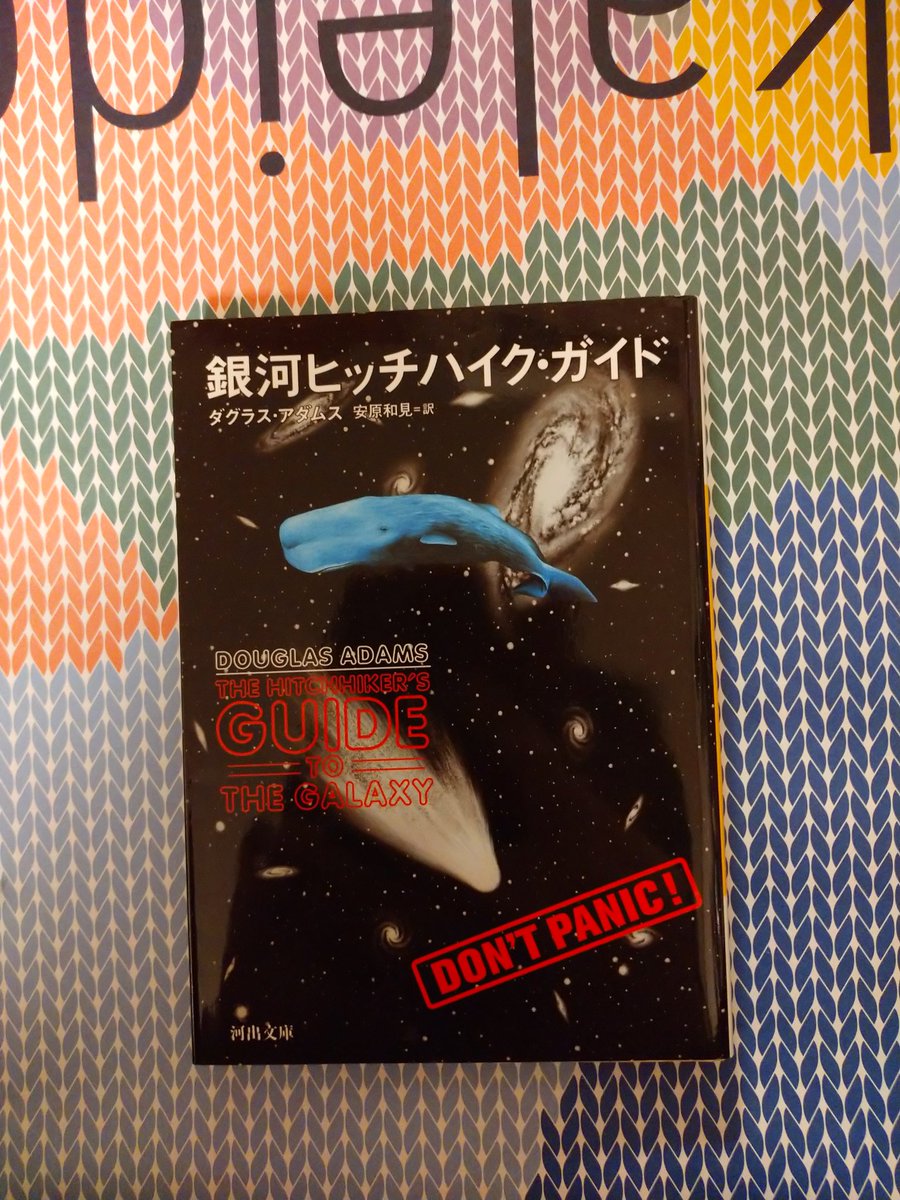 kaleid
銀河ヒッチハイク・ガイド
ダグラス・アダムス 安原和見=訳
DOUGLAS ADAMS
THE HITCHHIKER'S
GUIDE
TO
THE GALAXY
DON'T PANIC!
河出文庫